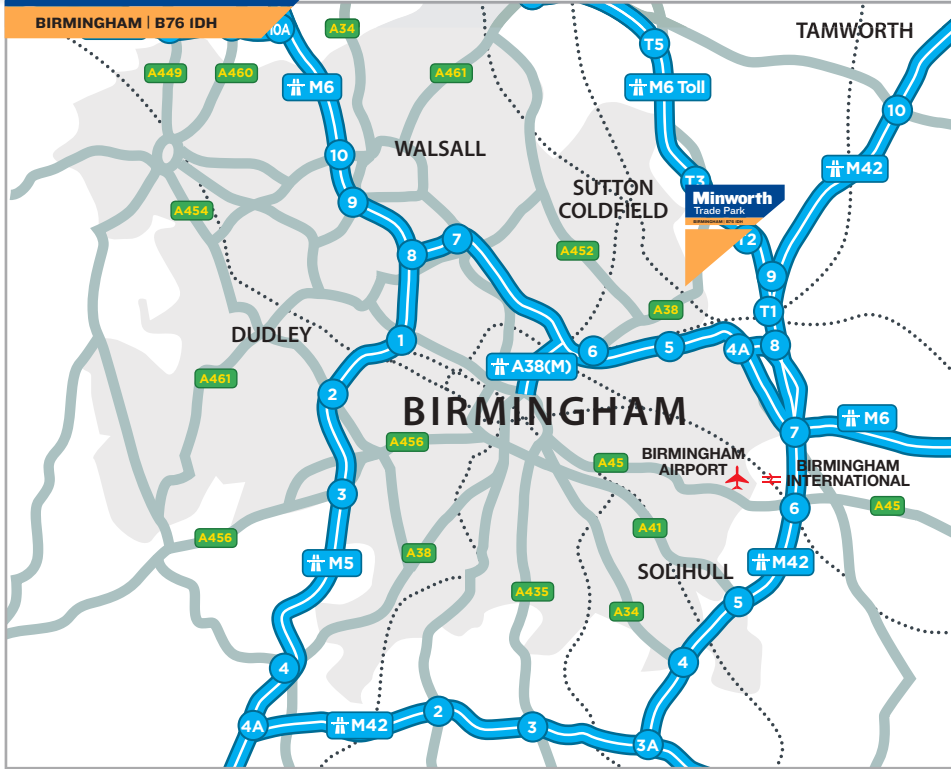 BIRMINGHAM | B76 1DH
10A
A34
T5
TAMWORTH
A449
A460
A461
M6
M6 Toll
10
10
WALSALL
M42
T3
SUTTON
COLDFIELD
9
Minworth
Trade Park
BIRMINGHAM | B76 1DH
A454
T2
7
8
A452
9
A38
T1
DUDLEY
1
6
5
4A
8
A38(M)
A461
2
BIRMINGHAM
M6
7
A456
BIRMINGHAM
AIRPORT
A45
BIRMINGHAM
INTERNATIONAL
3
6
A45
A41
A456
A38
M5
M42
SOLIHULL
A435
5
A34
4
4
2
4A
M42
3
3A